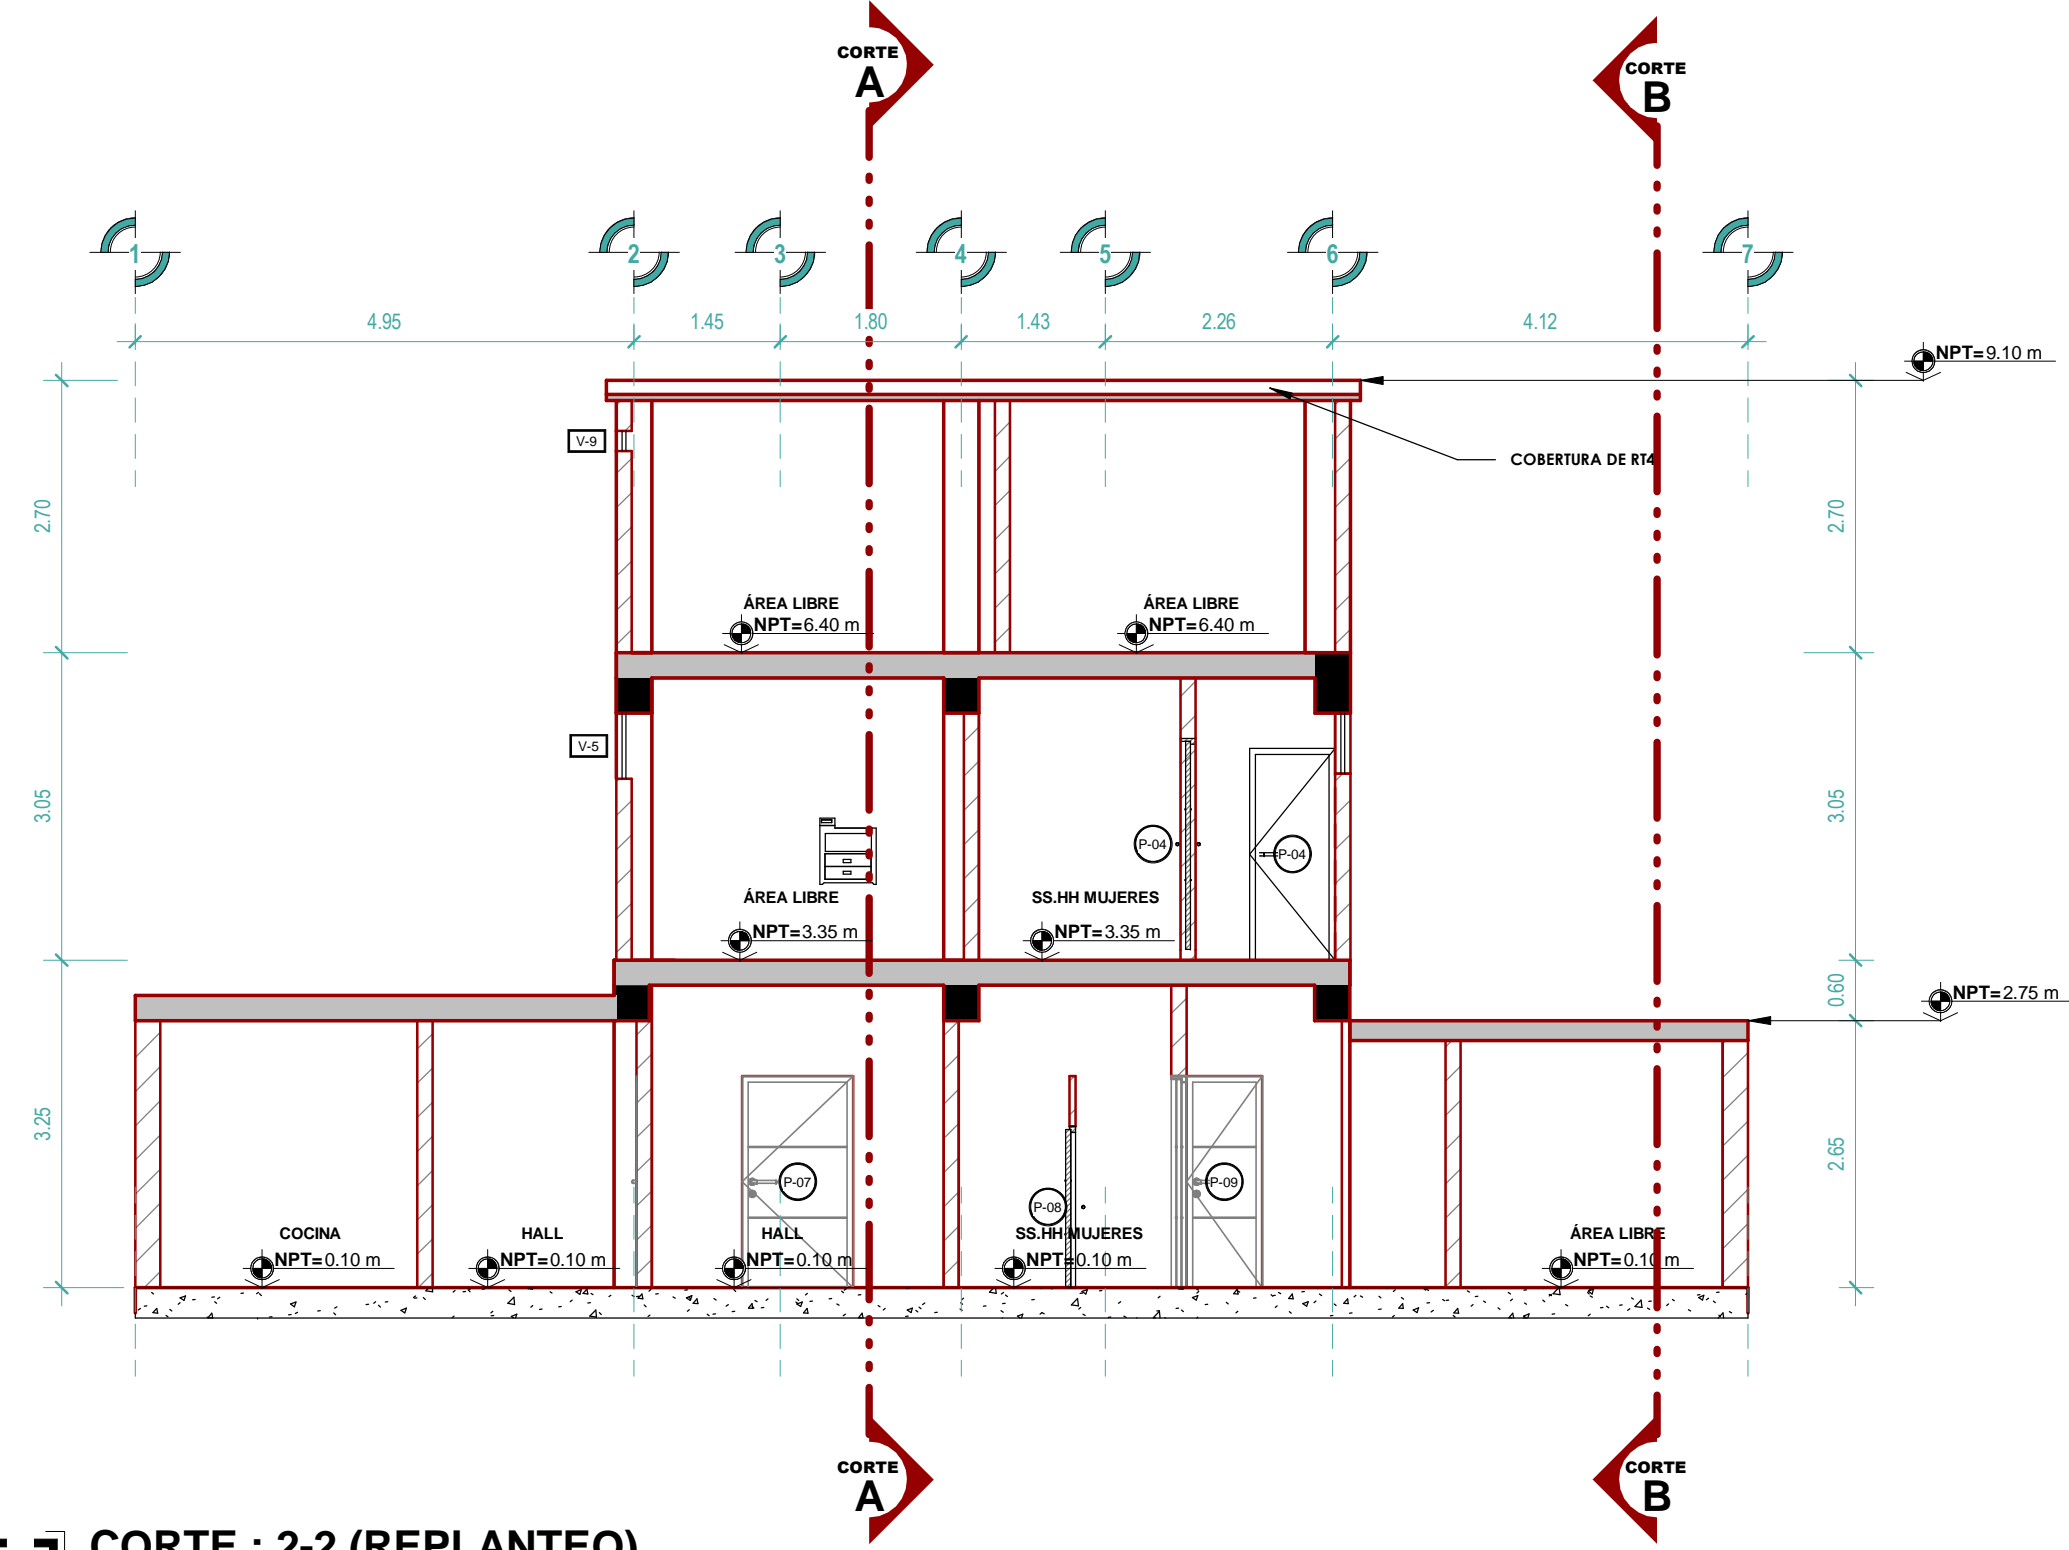 CORTE
A
CORTE
B
1
2
3
4
5
6
7
4.95
1.45
1.80
1.43
2.26
4.12
NPT=9.10 m
V-9
COBERTURA DE RT4
2.70
2.70
ÁREA LIBRE
NPT=6.40 m
ÁREA LIBRE
NPT=6.40 m
V-5
3.05
3.05
P-04
P-04
ÁREA LIBRE
NPT=3.35 m
SS.HH MUJERES
NPT=3.35 m
0.60
NPT=2.75 m
3.25
2.65
P-07
P-08
P-09
COCINA
NPT=0.10 m
HALL
NPT=0.10 m
HALL
NPT=0.10 m
SS.HH MUJERES
NPT=0.10 m
ÁREA LIBRE
NPT=0.10 m
CORTE
A
CORTE
B
CORTE : 2-2 (REPLANTEO)